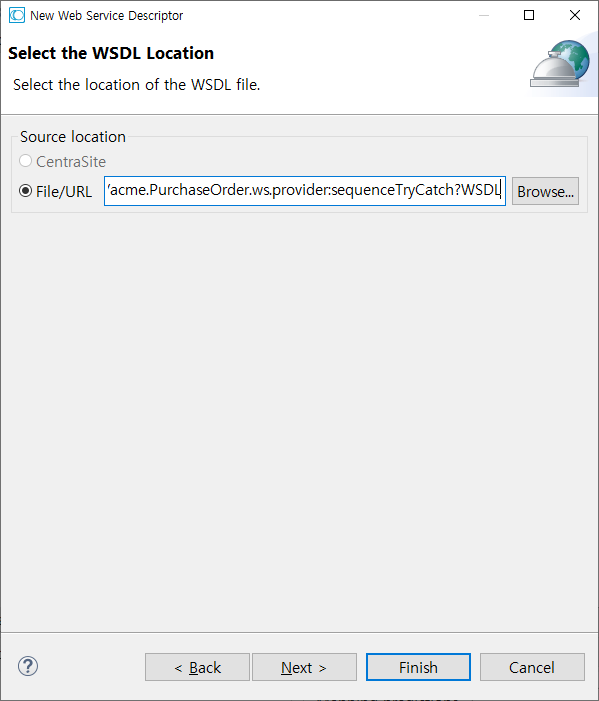 New Web Service Descriptor
Select the WSDL Location
Select the location of the WSDL file.
Source location
CentraSite
File/URL /acme.PurchaseOrder.ws.provider:sequenceTryCatch?WSDL Browse...
< Back Next > Finish Cancel